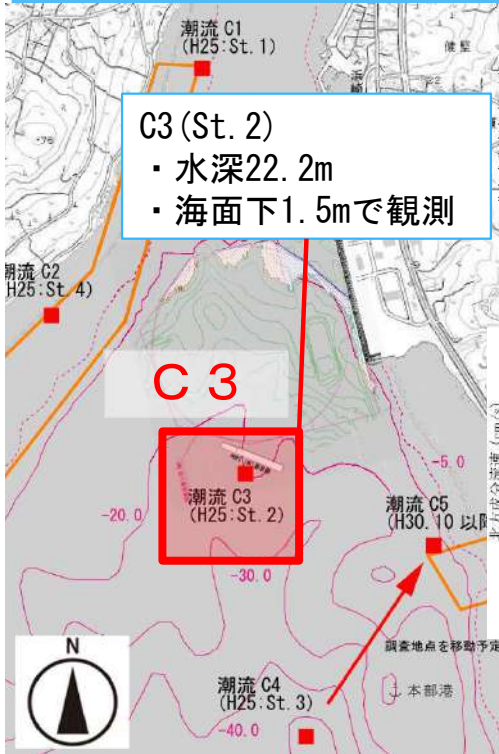 潮流 C1
(H25:St.1)
C3(St.2)
・水深22.2m
・海面下1.5mで観測
潮流 C2
H25:St.4)
C3
-5.0
潮流 C3
(H25:St.2)
-20.0
潮流 C5
(H30.10 以降
-30.0
N
調査地点を移動予定
潮流 C4
(H25:St.3)
本部港
-40.0